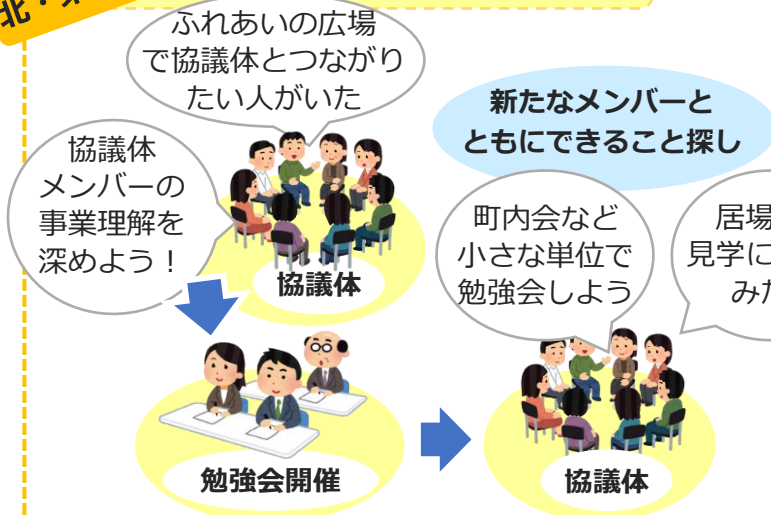 北・
ふれあいの広場
で協議体とつながり
たい人がいた
協議体
メンバーの
事業理解を
深めよう！
協議体
勉強会開催
新たなメンバーと
ともにできること探し
町内会など
小さな単位で
勉強会しよう
居場
見学に
みた
協議体